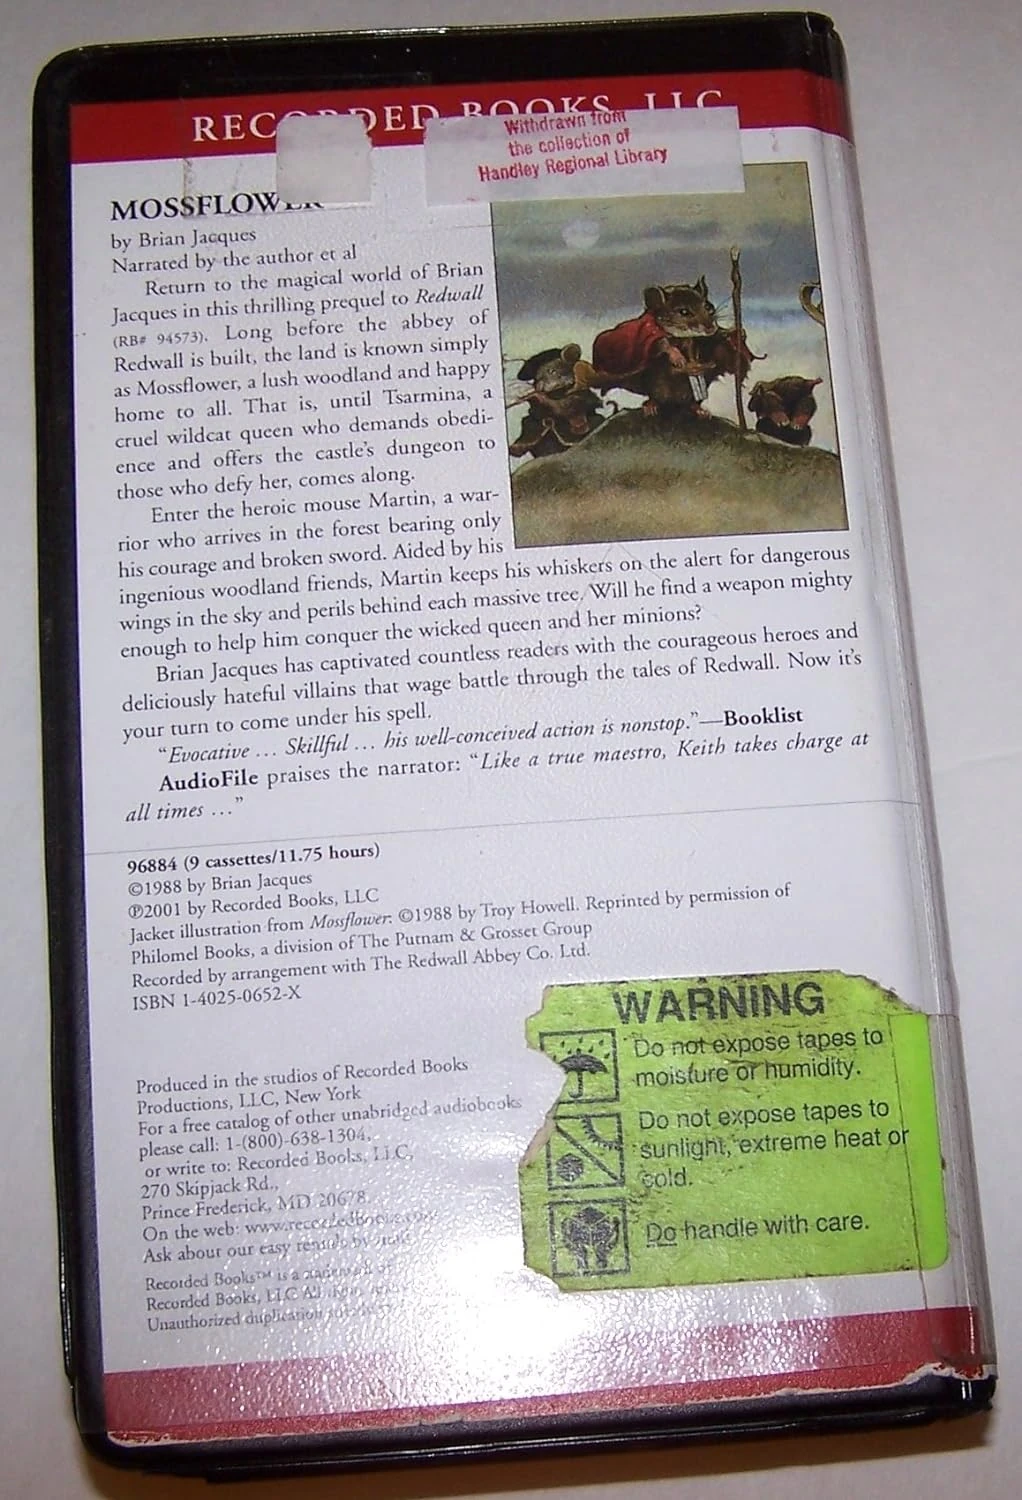 RECORDED BOOKS, LLC
Withdrawn from
the collection of
Handley Regional Library
MOSSFLOWER
by Brian Jacques
Narrated by the author et al
Return to the magical world of Brian
Jacques in this thrilling prequel to Redwall
(RB# 94573). Long before the abbey of
Redwall is built, the land is known simply
as Mossflower, a lush woodland and happy
home to all. That is, until Tsarmina, a
cruel wildcat queen who demands obedi-
ence and offers the castle's dungeon to
those who defy her, comes along.
Enter the heroic mouse Martin, a war-
rior who arrives in the forest bearing only
his courage and broken sword. Aided by his
ingenious woodland friends, Martin keeps his whiskers on the alert for dangerous
wings in the sky and perils behind each massive tree. Will he find a weapon mighty
enough to help him conquer the wicked queen and her minions?
Brian Jacques has captivated countless readers with the courageous heroes and
deliciously hateful villains that wage battle through the tales of Redwall. Now it's
your turn to come under his spell.
"Evocative ... Skillful ... his well-conceived action is nonstop."—Booklist
AudioFile praises the narrator: "Like a true maestro, Keith takes charge at
all times ..."
96884 (9 cassettes/11.75 hours)
©1988 by Brian Jacques
℗2001 by Recorded Books, LLC
Jacket illustration from Mossflower. ©1988 by Troy Howell. Reprinted by permission of
Philomel Books, a division of The Putnam & Grosset Group
Recorded by arrangement with The Redwall Abbey Co. Ltd.
ISBN 1-4025-0652-X
WARNING
Do not expose tapes to
moisture or humidity.
Do not expose tapes to
sunlight, extreme heat or
cold.
Do handle with care.
Produced in the studios of Recorded Books
Productions, LLC, New York
For a free catalog of other unabridged audiobooks
please call: 1-(800)-638-1304,
or write to: Recorded Books, LLC,
270 Skipjack Rd.,
Prince Frederick, MD 20678
On the web: www.recordedbooks.com
Ask about our easy rentals by mail
Recorded Books™ is a trademark of
Recorded Books, LLC All
Unauthorized duplication